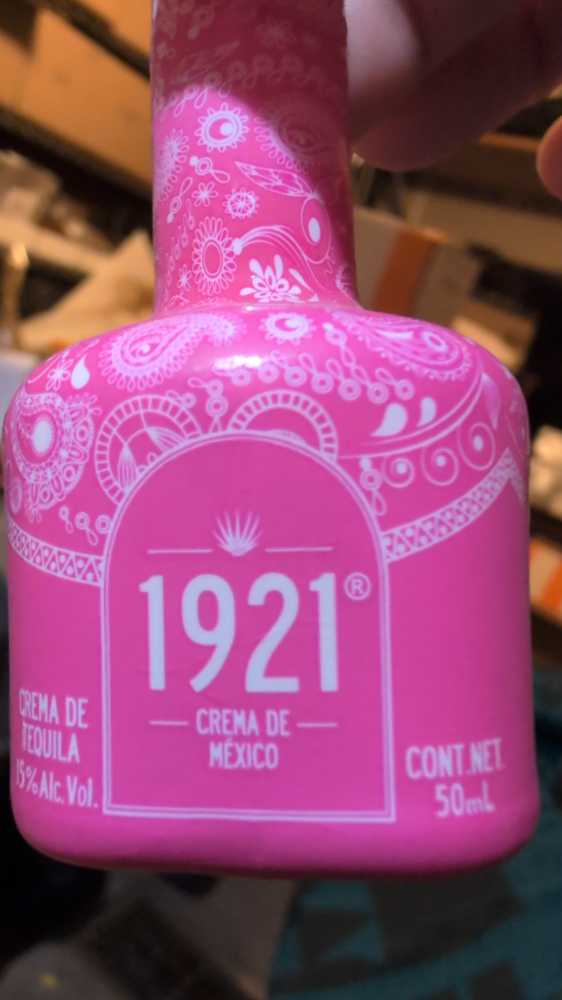 1921®
CREMA DE
MÉXICO
CREMA DE
TEQUILA
15%Alc.Vol.
CONT.NET.
50mL